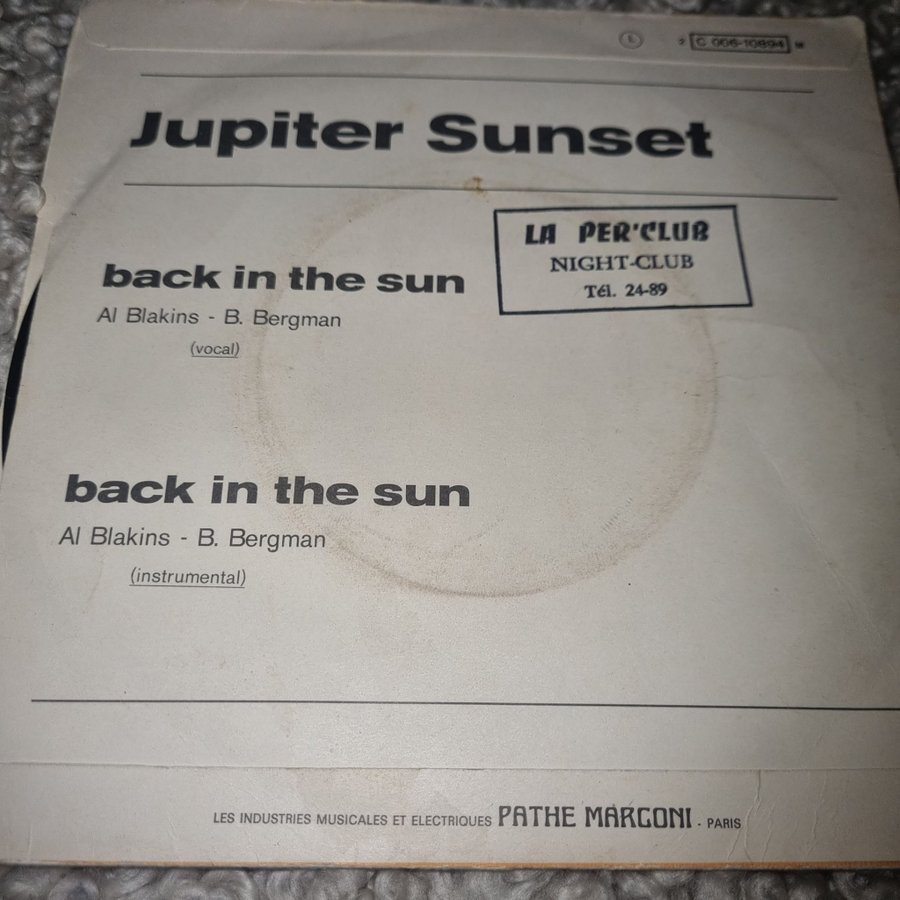 E 2 C 006-10894 M
Jupiter Sunset
LA PER'CLUB
NIGHT-CLUB
Tél. 24-89
back in the sun
Al Blakins - B. Bergman
(vocal)
back in the sun
Al Blakins - B. Bergman
(instrumental)
LES INDUSTRIES MUSICALES ET ELECTRIQUES PATHE MARCONI - PARIS